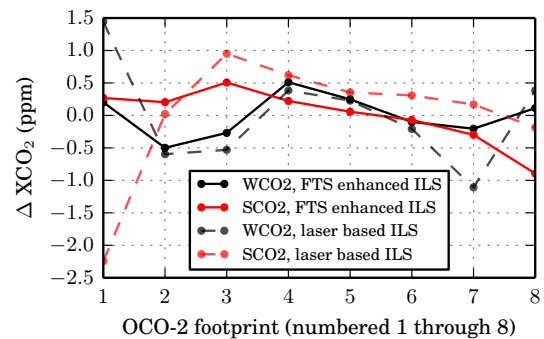 Δ XCO₂ (ppm)
1.5
1.0
0.5
0.0
−0.5
−1.0
−1.5
−2.0
−2.5
WCO2, FTS enhanced ILS
SCO2, FTS enhanced ILS
WCO2, laser based ILS
SCO2, laser based ILS
1 2 3 4 5 6 7 8
OCO-2 footprint (numbered 1 through 8)